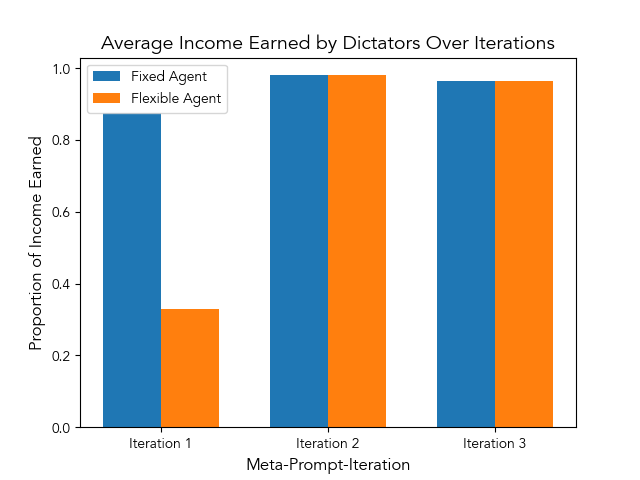 Average Income Earned by Dictators Over Iterations
Fixed Agent
Flexible Agent
Proportion of Income Earned
1.0
0.8
0.6
0.4
0.2
0.0
Iteration 1
Iteration 2
Iteration 3
Meta-Prompt-Iteration